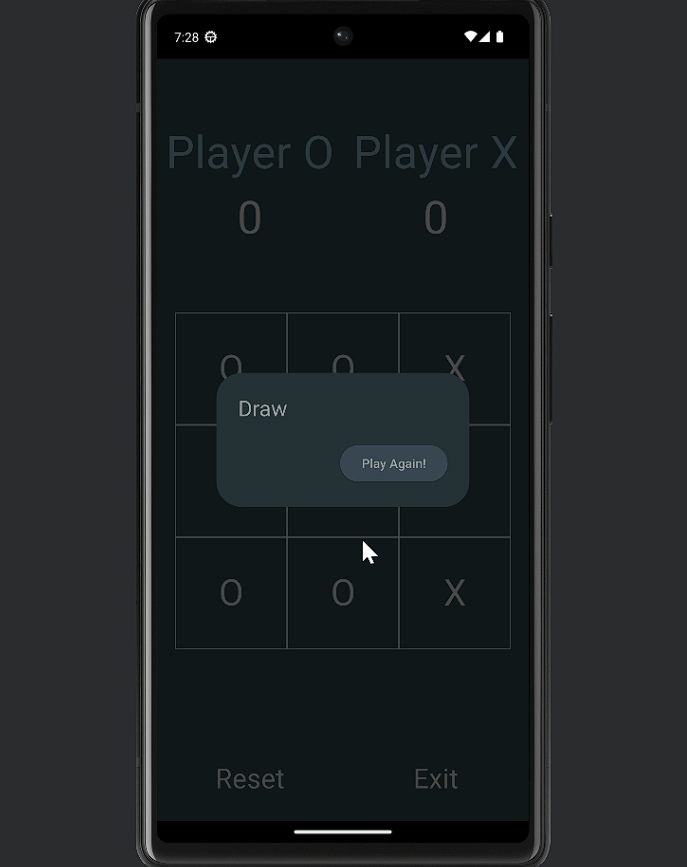 7:28
Player O Player X
0 0
O O X
Draw
Play Again!
O O X
Reset Exit